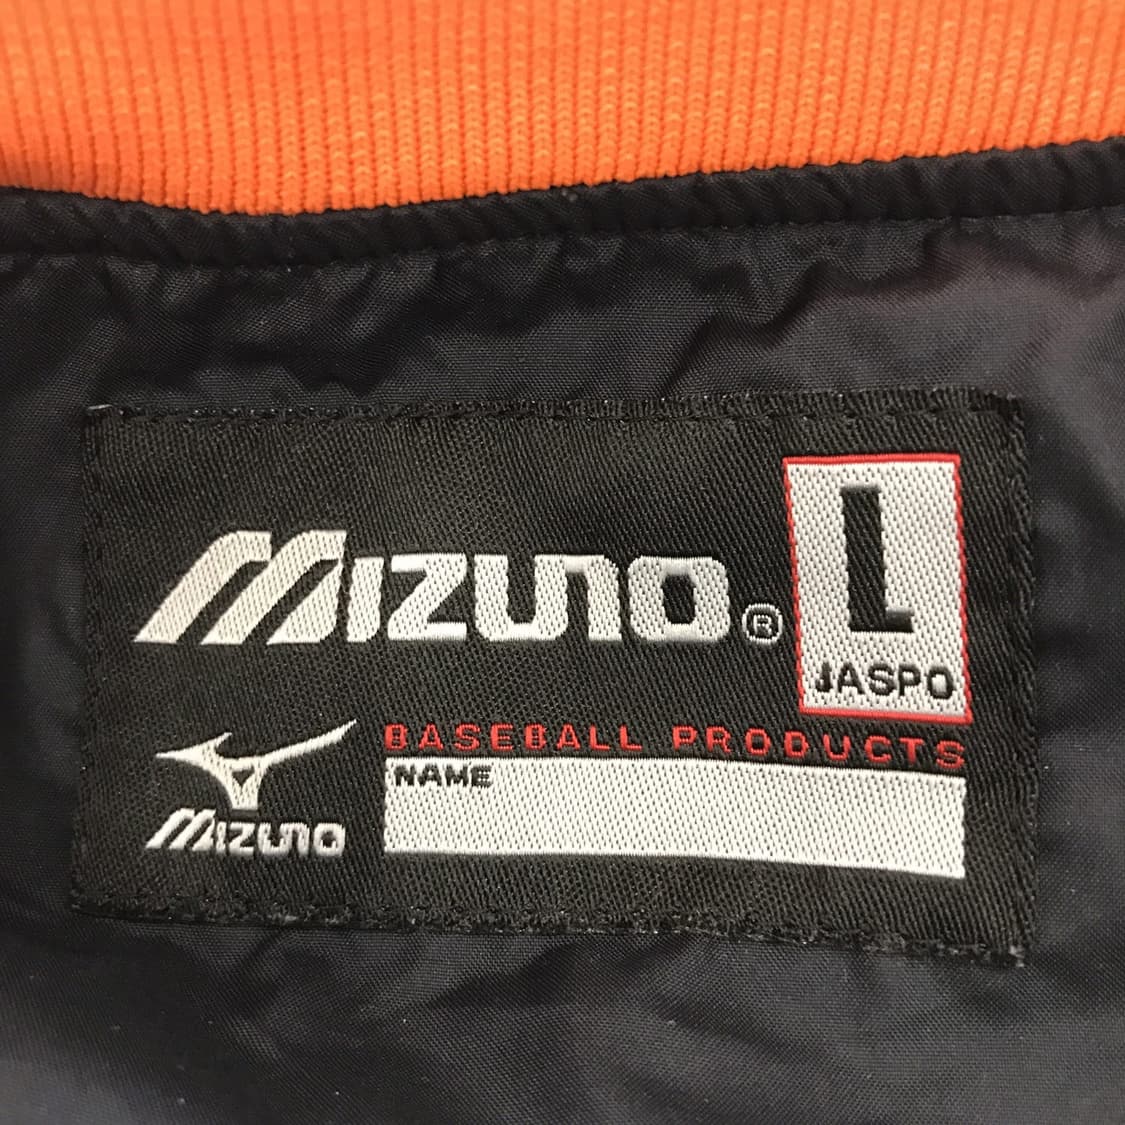 MIZUNO®
L
JASPO
BASEBALL PRODUCTS
NAME
MIZUNO